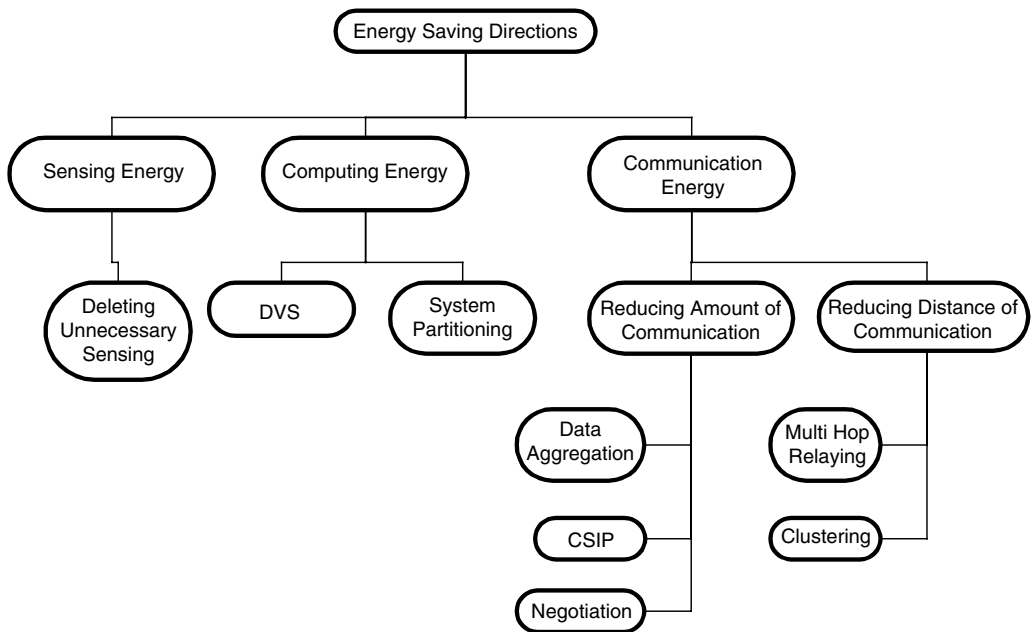 Energy Saving Directions
Sensing Energy
Computing Energy
Communication
Energy
Deleting
Unnecessary
Sensing
DVS
System
Partitioning
Reducing Amount of
Communication
Reducing Distance of
Communication
Data
Aggregation
Multi Hop
Relaying
CSIP
Clustering
Negotiation